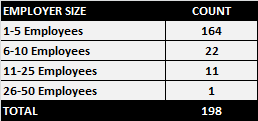 EMPLOYER SIZE COUNT
1-5 Employees 164
6-10 Employees 22
11-25 Employees 11
26-50 Employees 1
TOTAL 198